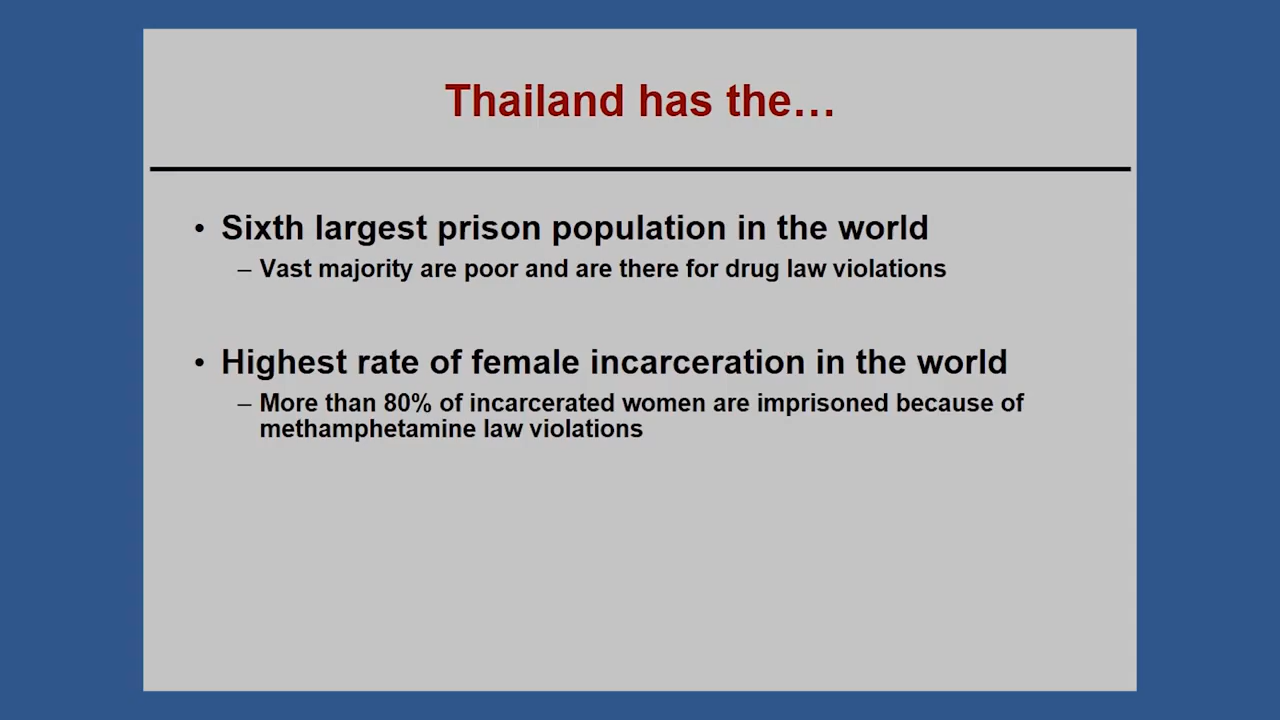 Thailand has the…
• Sixth largest prison population in the world
– Vast majority are poor and are there for drug law violations
• Highest rate of female incarceration in the world
– More than 80% of incarcerated women are imprisoned because of
methamphetamine law violations